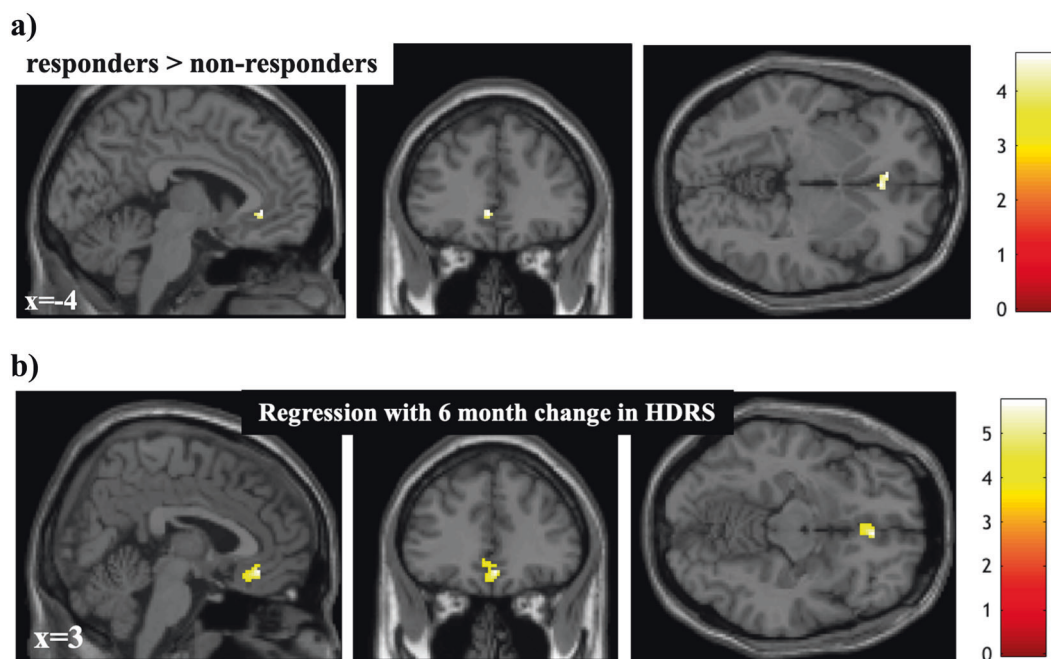 a)
responders > non-responders
x=-4
4
3
2
1
0
b)
Regression with 6 month change in HDRS
x=3
5
4
3
2
1
0